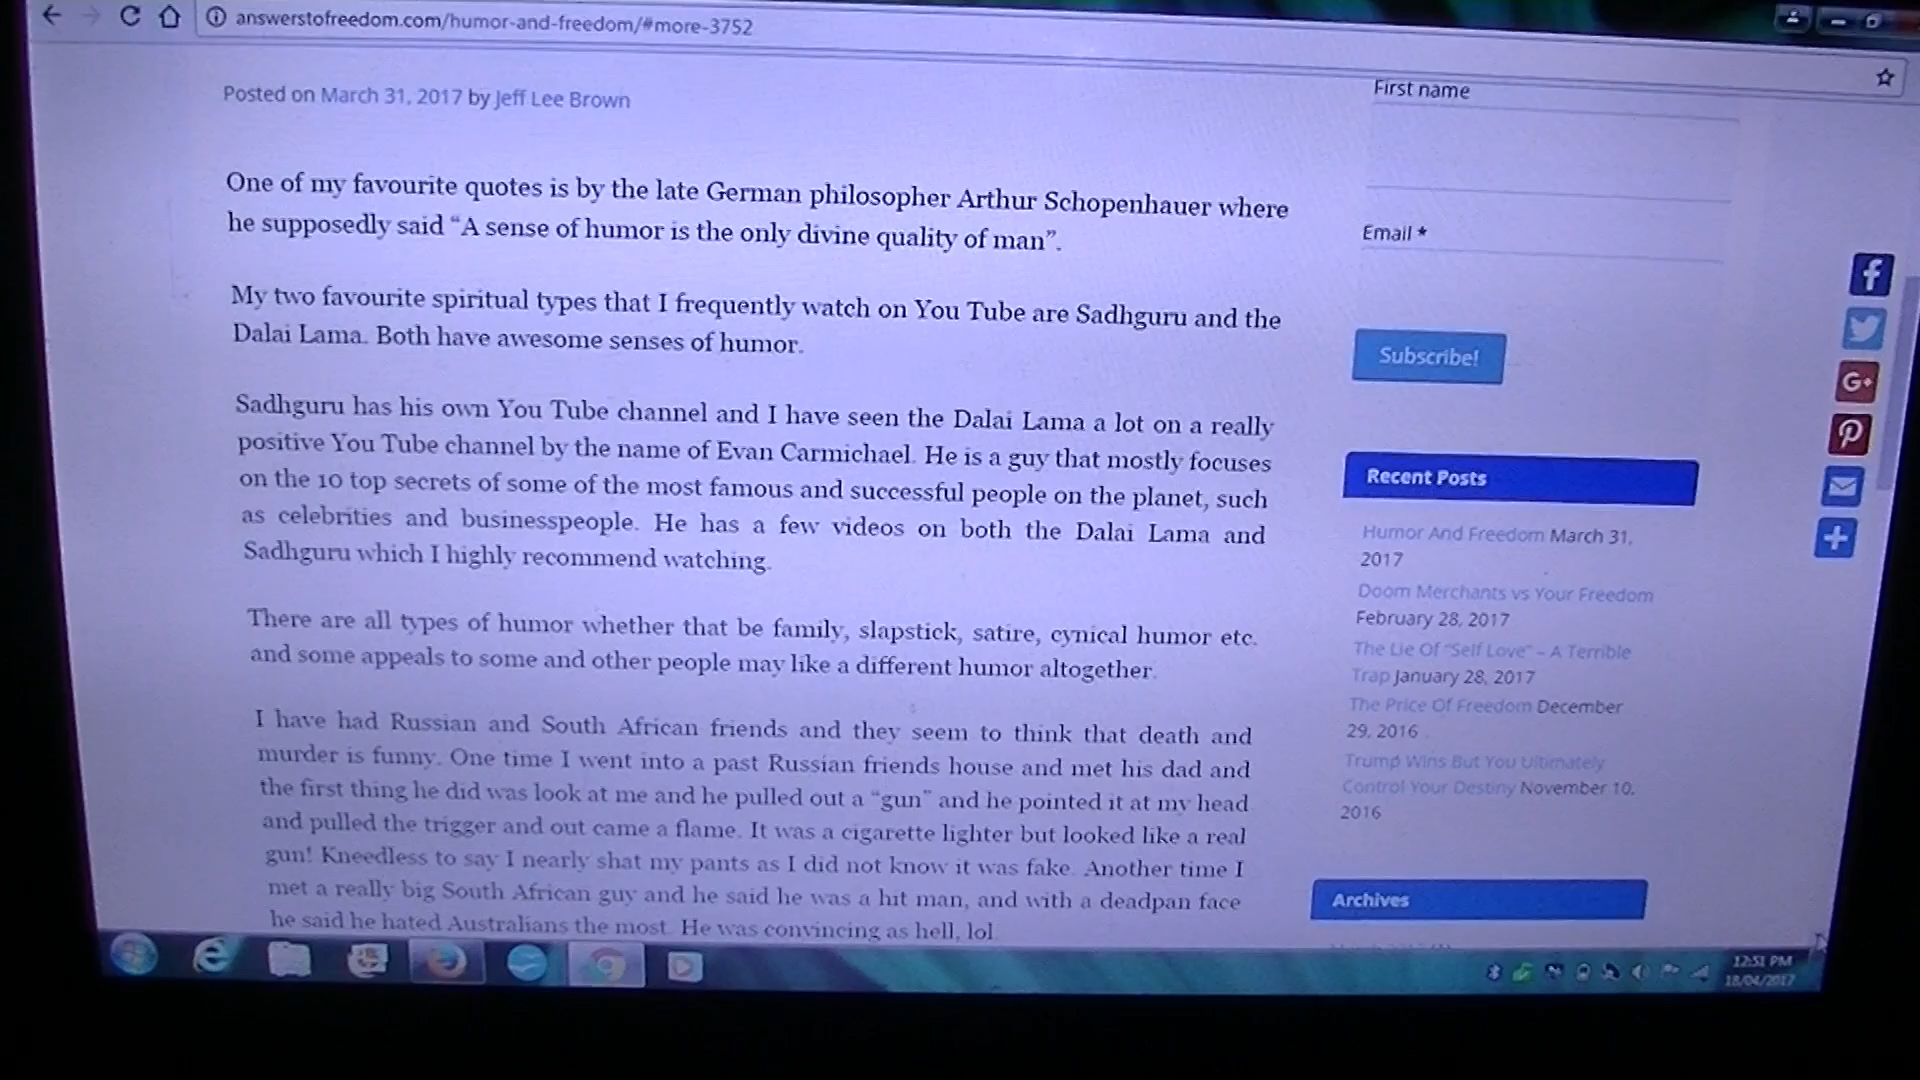 answerstofreedom.com/humor-and-freedom/#more-3752
Posted on March 31, 2017 by Jeff Lee Brown
One of my favourite quotes is by the late German philosopher Arthur Schopenhauer where
he supposedly said “A sense of humor is the only divine quality of man”.
My two favourite spiritual types that I frequently watch on You Tube are Sadhguru and the
Dalai Lama. Both have awesome senses of humor.
Sadhguru has his own You Tube channel and I have seen the Dalai Lama a lot on a really
positive You Tube channel by the name of Evan Carmichael. He is a guy that mostly focuses
on the 10 top secrets of some of the most famous and successful people on the planet, such
as celebrities and businesspeople. He has a few videos on both the Dalai Lama and
Sadhguru which I highly recommend watching.
There are all types of humor whether that be family, slapstick, satire, cynical humor etc.
and some appeals to some and other people may like a different humor altogether.
I have had Russian and South African friends and they seem to think that death and
murder is funny. One time I went into a past Russian friends house and met his dad and
the first thing he did was look at me and he pulled out a “gun” and he pointed it at my head
and pulled the trigger and out came a flame. It was a cigarette lighter but looked like a real
gun! Kneedless to say I nearly shat my pants as I did not know it was fake. Another time I
met a really big South African guy and he said he was a hit man, and with a deadpan face
he said he hated Australians the most. He was convincing as hell, lol.
First name
Email *
Subscribe!
Recent Posts
Humor And Freedom March 31,
2017
Doom Merchants vs Your Freedom
February 28, 2017
The Lie Of “Self Love” – A Terrible
Trap January 28, 2017
The Price Of Freedom December
29, 2016
Trump Wins But You Ultimately
Control Your Destiny November 10,
2016
Archives
12:51 PM
18/04/2017